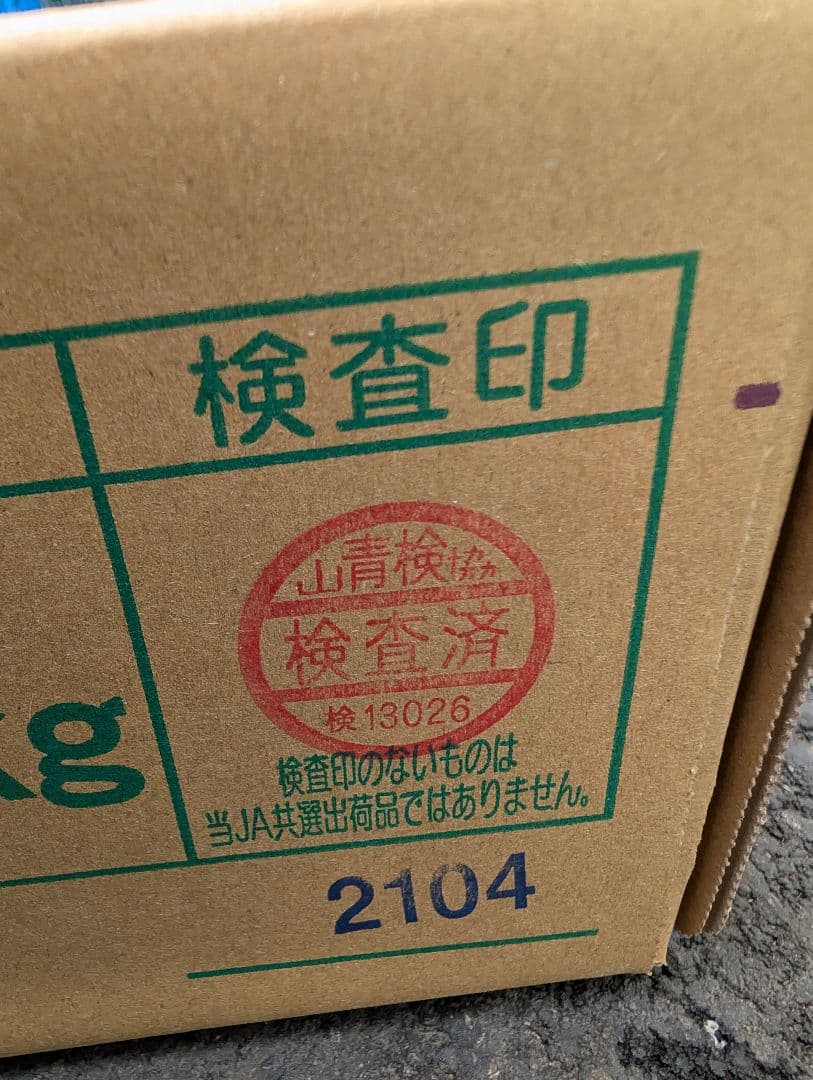 検査印
山青検協
検査済
検13026
kg
検査印のないものは
当JA共選出荷品ではありません。
2104